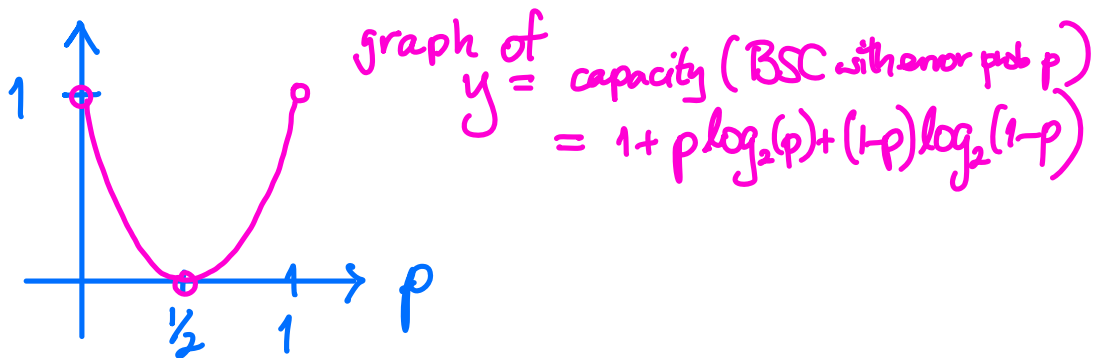 graph of
y = capacity (BSC with error prob p)
= 1 + p log₂(p) + (1-p) log₂(1-p)
1
p
1/2
1